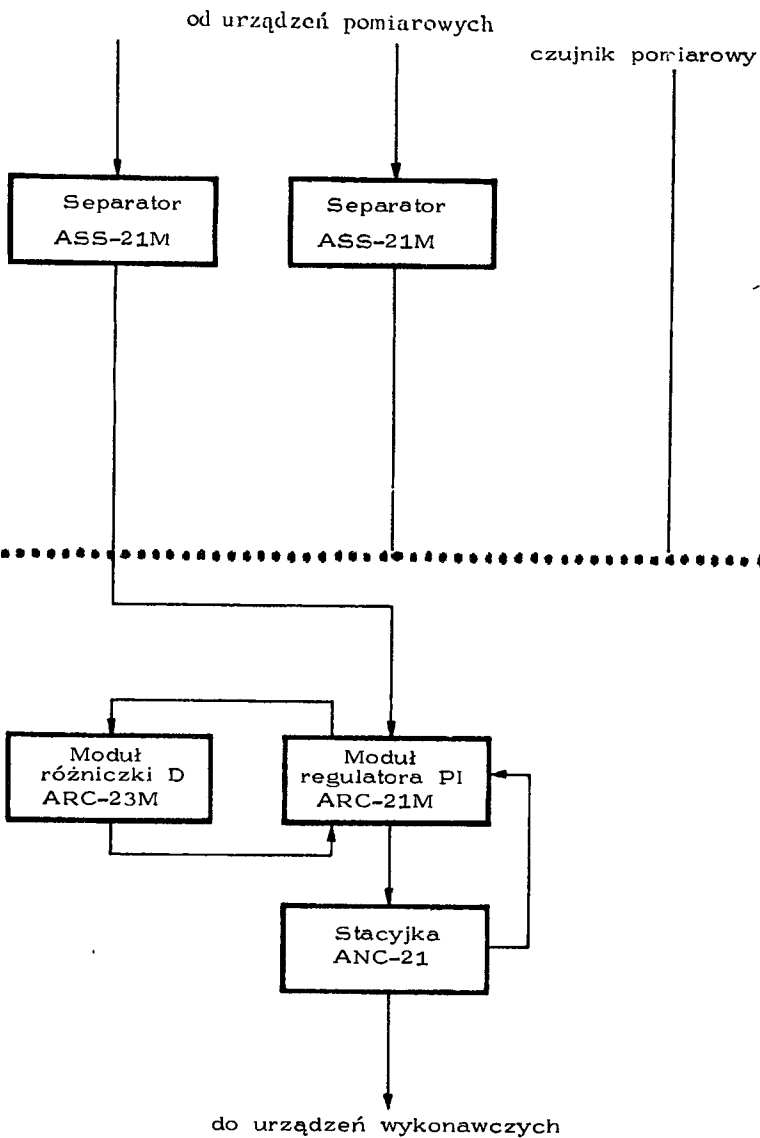 od urządzeń pomiarowych
czujnik pomiarowy
Separator
ASS-21M
Separator
ASS-21M
Moduł
różniczki D
ARC-23M
Moduł
regulatora PI
ARC-21M
Stacyjka
ANC-21
do urządzeń wykonawczych